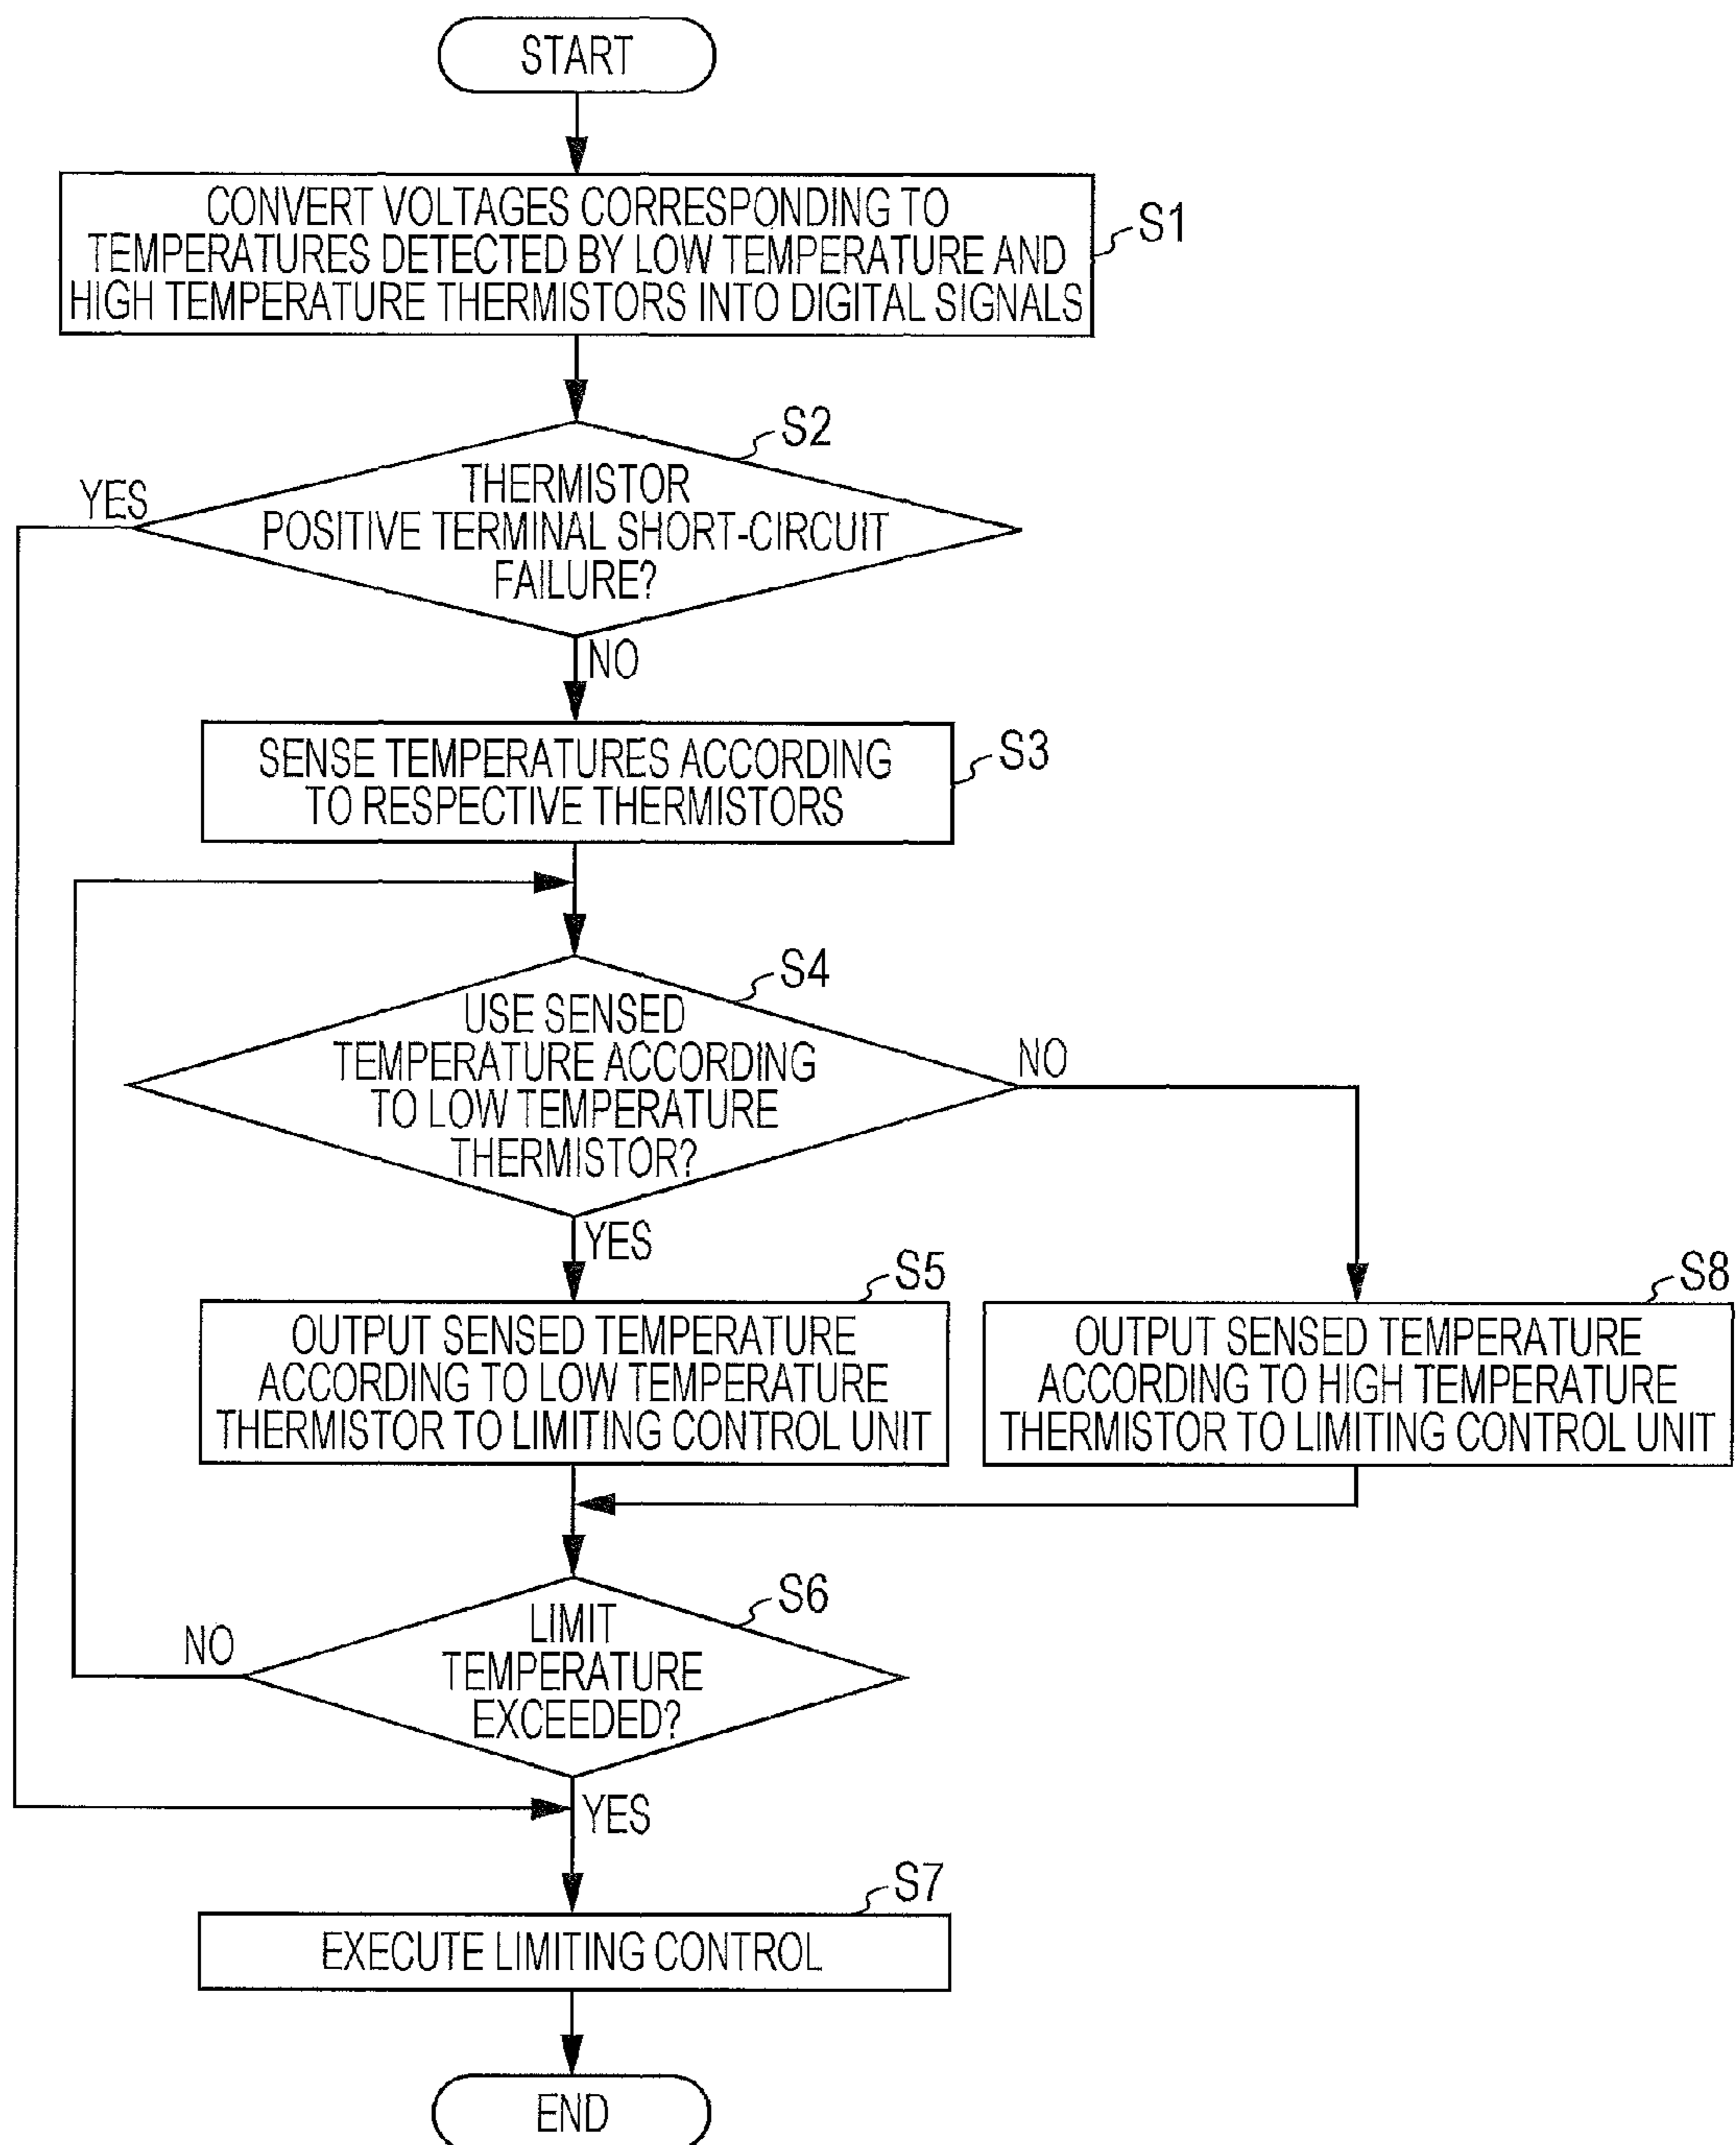 START
CONVERT VOLTAGES CORRESPONDING TO
TEMPERATURES DETECTED BY LOW TEMPERATURE AND
HIGH TEMPERATURE THERMISTORS INTO DIGITAL SIGNALS
S1
S2
THERMISTOR
POSITIVE TERMINAL SHORT-CIRCUIT
FAILURE?
YES
NO
SENSE TEMPERATURES ACCORDING
TO RESPECTIVE THERMISTORS
S3
S4
USE SENSED
TEMPERATURE ACCORDING
TO LOW TEMPERATURE
THERMISTOR?
NO
YES
S5
OUTPUT SENSED TEMPERATURE
ACCORDING TO LOW TEMPERATURE
THERMISTOR TO LIMITING CONTROL UNIT
S8
OUTPUT SENSED TEMPERATURE
ACCORDING TO HIGH TEMPERATURE
THERMISTOR TO LIMITING CONTROL UNIT
S6
LIMIT
TEMPERATURE
EXCEEDED?
NO
YES
S7
EXECUTE LIMITING CONTROL
END